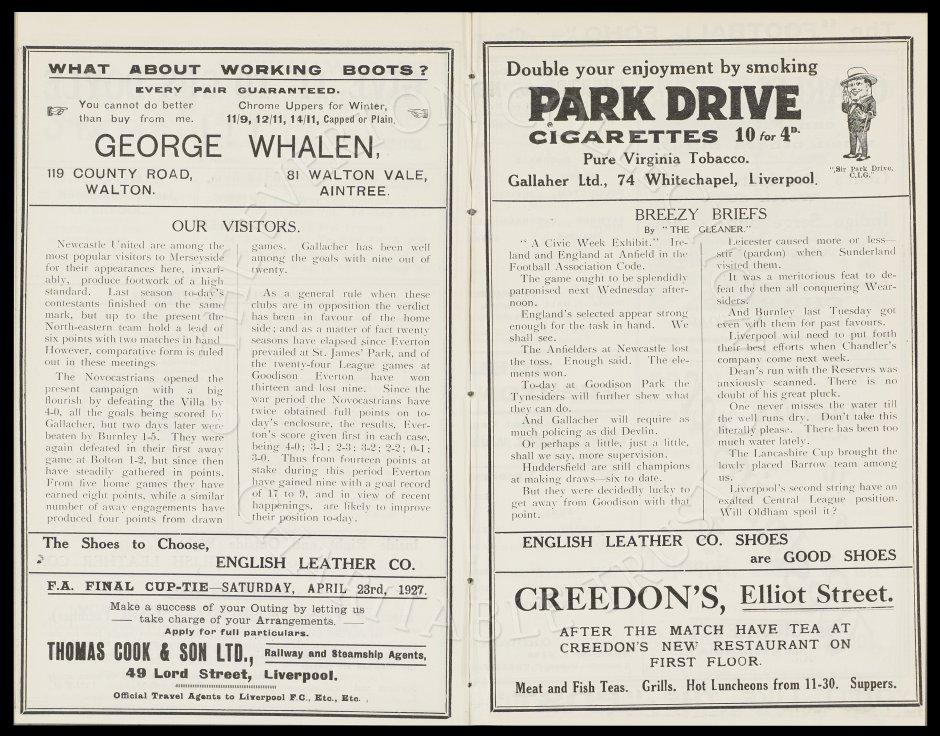 WHAT ABOUT WORKING BOOTS?
EVERY PAIR GUARANTEED.
You cannot do better
than buy from me.
Chrome Uppers for Winter,
11/9, 12/11, 14/11, Capped or Plain.
GEORGE WHALEN,
119 COUNTY ROAD,
WALTON.
81 WALTON VALE,
AINTREE.
OUR VISITORS.
Newcastle United are among the
most popular visitors to Merseyside
for their appearances here, invari-
ably, produce footwork of a high
standard. Last season to-day's
contestants finished on the same
mark, but up to the present the
North-eastern team hold a lead of
six points with two matches in hand
However, comparative form is ruled
out in these meetings.
The Novocastrians opened the
present campaign with a big
flourish by defeating the Villa by
4-0, all the goals being scored by
Gallacher, but two days later were
beaten by Burnley 1-5. They were
again defeated in their first away
game at Bolton 1-2, but since then
have steadily gathered in points.
From five home games they have
earned eight points, while a similar
number of away engagements have
produced four points from drawn
games. Gallacher has been well
among the goals with nine out of
twenty.
As a general rule when these
clubs are in opposition the verdict
has been in favour of the home
side; and as a matter of fact twenty
seasons have elapsed since Everton
prevailed at St. James' Park, and of
the twenty-four League games at
Goodison Everton have won
thirteen and lost nine. Since the
war period the Novocastrians have
twice obtained full points on to-
day's enclosure, the results, Ever-
ton's score given first in each case,
being 4-0; 3-1; 2-3; 3-2; 2-2; 0-1;
3-0. Thus from fourteen points at
stake during this period Everton
have gained nine with a goal record
of 17 to 9, and in view of recent
happenings, are likely to improve
their position to-day.
The Shoes to Choose,
ENGLISH LEATHER CO.
F.A. FINAL CUP-TIE—SATURDAY, APRIL 23rd, 1927.
Make a success of your Outing by letting us
— take charge of your Arrangements. —
Apply for full particulars.
THOMAS COOK & SON LTD., Railway and Steamship Agents,
49 Lord Street, Liverpool.
Official Travel Agents to Liverpool F.C., Etc., Etc.
Double your enjoyment by smoking
PARK DRIVE
CIGARETTES 10 for 4D.
Pure Virginia Tobacco.
Gallaher Ltd., 74 Whitechapel, Liverpool.
"Sir Park Drive,
C.I.G."
BREEZY BRIEFS
By "THE GLEANER."
"A Civic Week Exhibit." Ire-
land and England at Anfield in the
Football Association Code.
The game ought to be splendidly
patronised next Wednesday after-
noon.
England's selected appear strong
enough for the task in hand. We
shall see.
The Anfielders at Newcastle lost
the toss. Enough said. The ele-
ments won.
To-day at Goodison Park the
Tynesiders will further shew what
they can do.
And Gallacher will require as
much policing as did Devlin.
Or perhaps a little, just a little,
shall we say, more supervision.
Huddersfield are still champions
at making draws—six to date.
But they were decidedly lucky to
get away from Goodison with that
point.
Leicester caused more or less—
stir (pardon) when Sunderland
visited them.
It was a meritorious feat to de-
feat the then all conquering Wear-
siders.
And Burnley last Tuesday got
even with them for past favours.
Liverpool will need to put forth
their best efforts when Chandler's
company come next week.
Dean's run with the Reserves was
anxiously scanned. There is no
doubt of his great pluck.
One never misses the water till
the well runs dry. Don't take this
literally please. There has been too
much water lately.
The Lancashire Cup brought the
lowly placed Barrow team among
us.
Liverpool's second string have an
exalted Central League position.
Will Oldham spoil it?
ENGLISH LEATHER CO. SHOES
are GOOD SHOES
CREEDON'S, Elliot Street.
AFTER THE MATCH HAVE TEA AT
CREEDON'S NEW RESTAURANT ON
FIRST FLOOR.
Meat and Fish Teas. Grills. Hot Luncheons from 11-30. Suppers.